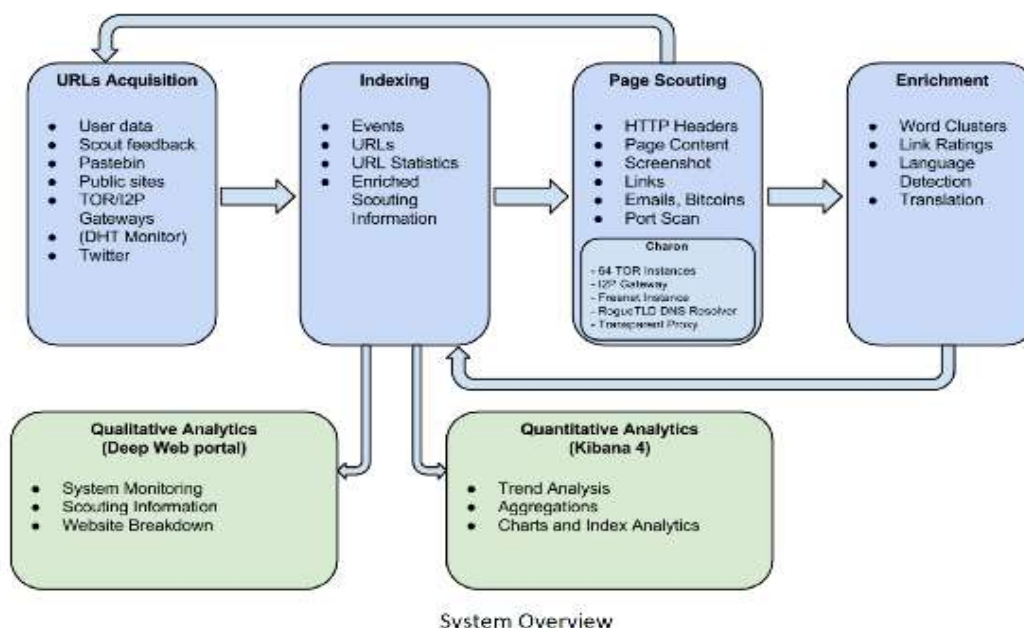 URLs Acquisition
● User data
● Scout feedback
● Pastebin
● Public sites
● TOR/I2P
Gateways
● (DHT Monitor)
● Twitter
Indexing
● Events
● URLs
● URL Statistics
● Enriched
Scouting
Information
Page Scouting
● HTTP Headers
● Page Content
● Screenshot
● Links
● Emails, Bitcoins
● Port Scan
Charon
- 64 TOR Instances
- I2P Gateway
- Freenet Instance
- RogueTLD DNS Resolver
- Transparent Proxy
Enrichment
● Word Clusters
● Link Ratings
● Language
Detection
● Translation
Qualitative Analytics
(Deep Web portal)
● System Monitoring
● Scouting Information
● Website Breakdown
Quantitative Analytics
(Kibana 4)
● Trend Analysis
● Aggregations
● Charts and Index Analytics
System Overview